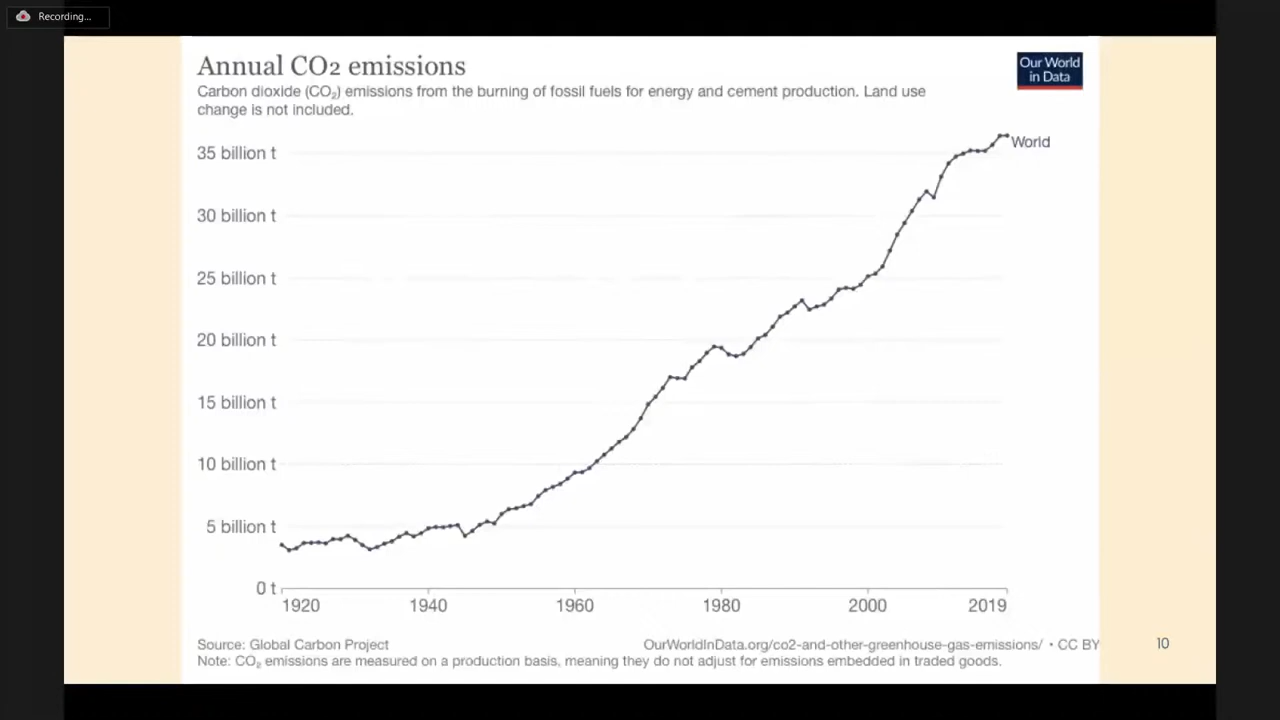 Recording...
Annual CO2 emissions
Our World
in Data
Carbon dioxide (CO₂) emissions from the burning of fossil fuels for energy and cement production. Land use
change is not included.
35 billion t
World
30 billion t
25 billion t
20 billion t
15 billion t
10 billion t
5 billion t
0 t
1920 1940 1960 1980 2000 2019
Source: Global Carbon Project OurWorldInData.org/co2-and-other-greenhouse-gas-emissions/ • CC BY
10
Note: CO₂ emissions are measured on a production basis, meaning they do not adjust for emissions embedded in traded goods.